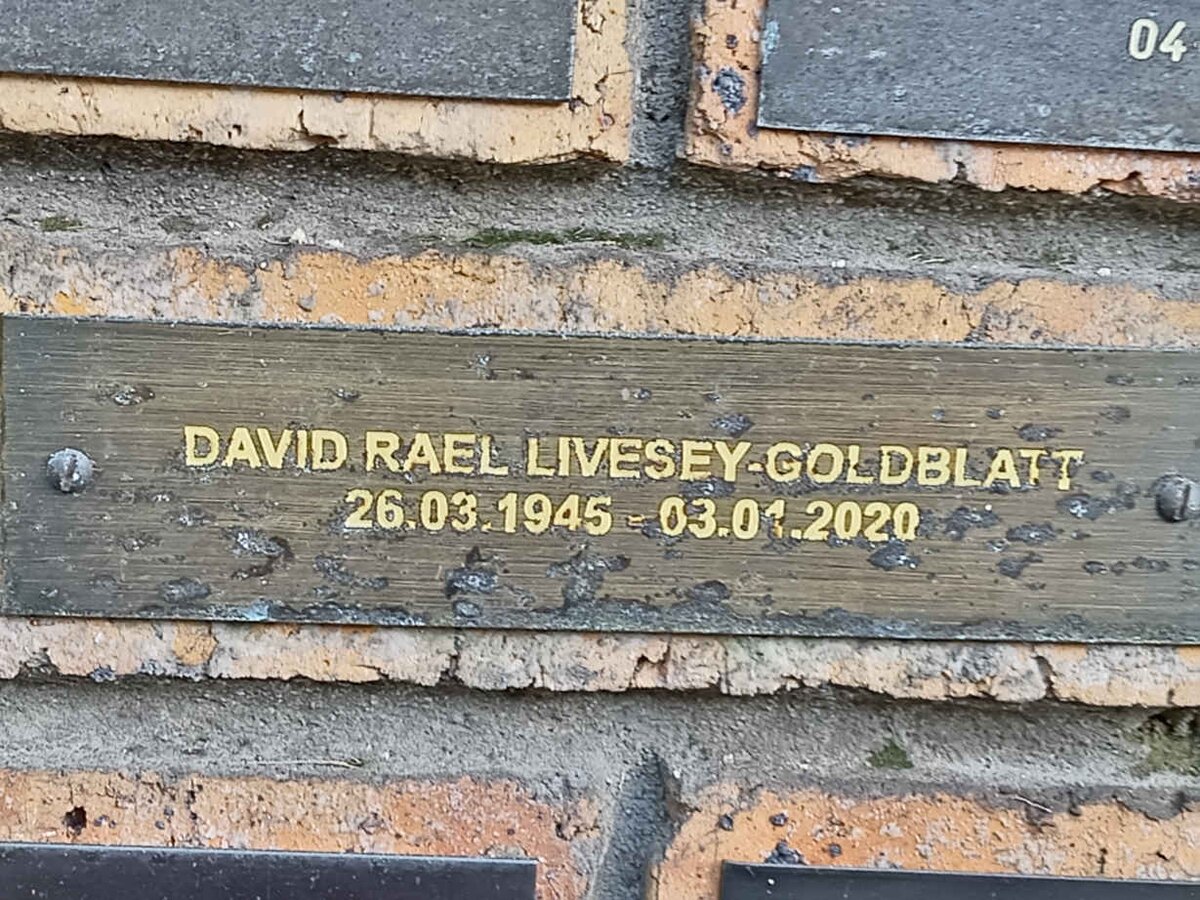 04
DAVID RAEL LIVESEY-GOLDBLATT
26.03.1945 - 03.01.2020